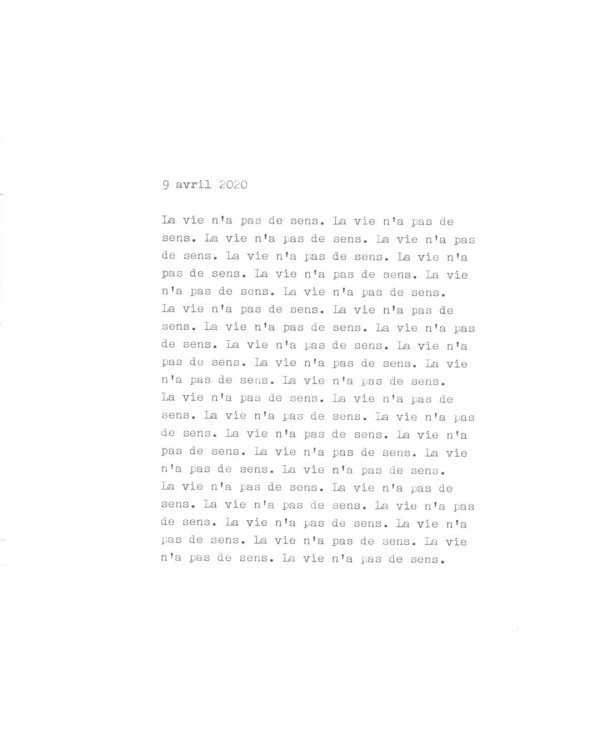 9 avril 2020
La vie n'a pas de sens. La vie n'a pas de
sens. La vie n'a pas de sens. La vie n'a pas
de sens. La vie n'a pas de sens. La vie n'a
pas de sens. La vie n'a pas de sens. La vie
n'a pas de sens. La vie n'a pas de sens.
La vie n'a pas de sens. La vie n'a pas de
sens. La vie n'a pas de sens. La vie n'a pas
de sens. La vie n'a pas de sens. La vie n'a
pas de sens. La vie n'a pas de sens. La vie
n'a pas de sens. La vie n'a pas de sens.
La vie n'a pas de sens. La vie n'a pas de
sens. La vie n'a pas de sens. La vie n'a pas
de sens. La vie n'a pas de sens. La vie n'a
pas de sens. La vie n'a pas de sens. La vie
n'a pas de sens. La vie n'a pas de sens.
La vie n'a pas de sens. La vie n'a pas de
sens. La vie n'a pas de sens. La vie n'a pas
de sens. La vie n'a pas de sens. La vie n'a
pas de sens. La vie n'a pas de sens. La vie
n'a pas de sens. La vie n'a pas de sens.